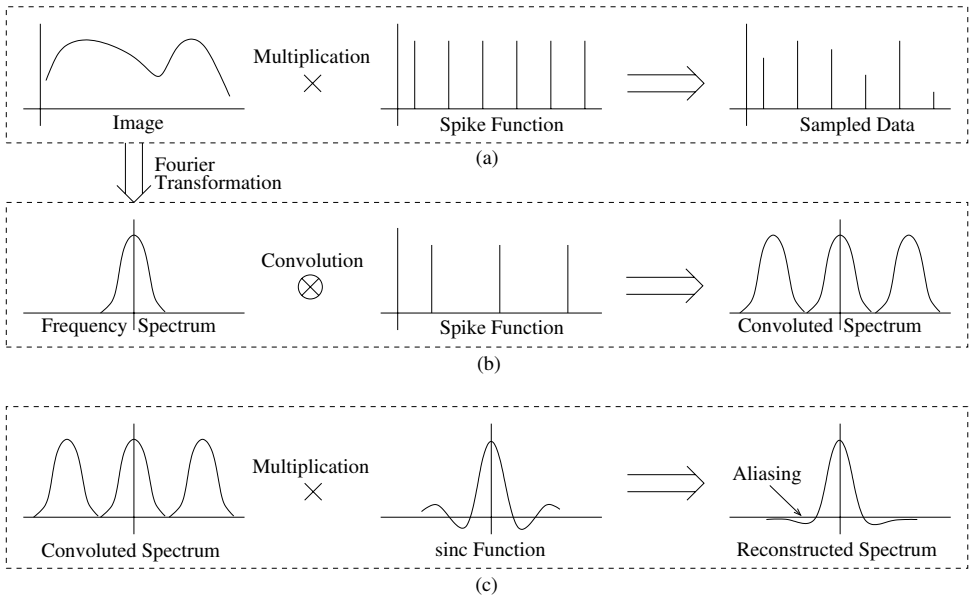 Multiplication
Image
Spike Function
Sampled Data
(a)
Fourier
Transformation
Convolution
Frequency Spectrum
Spike Function
Convoluted Spectrum
(b)
Multiplication
Aliasing
Convoluted Spectrum
sinc Function
Reconstructed Spectrum
(c)